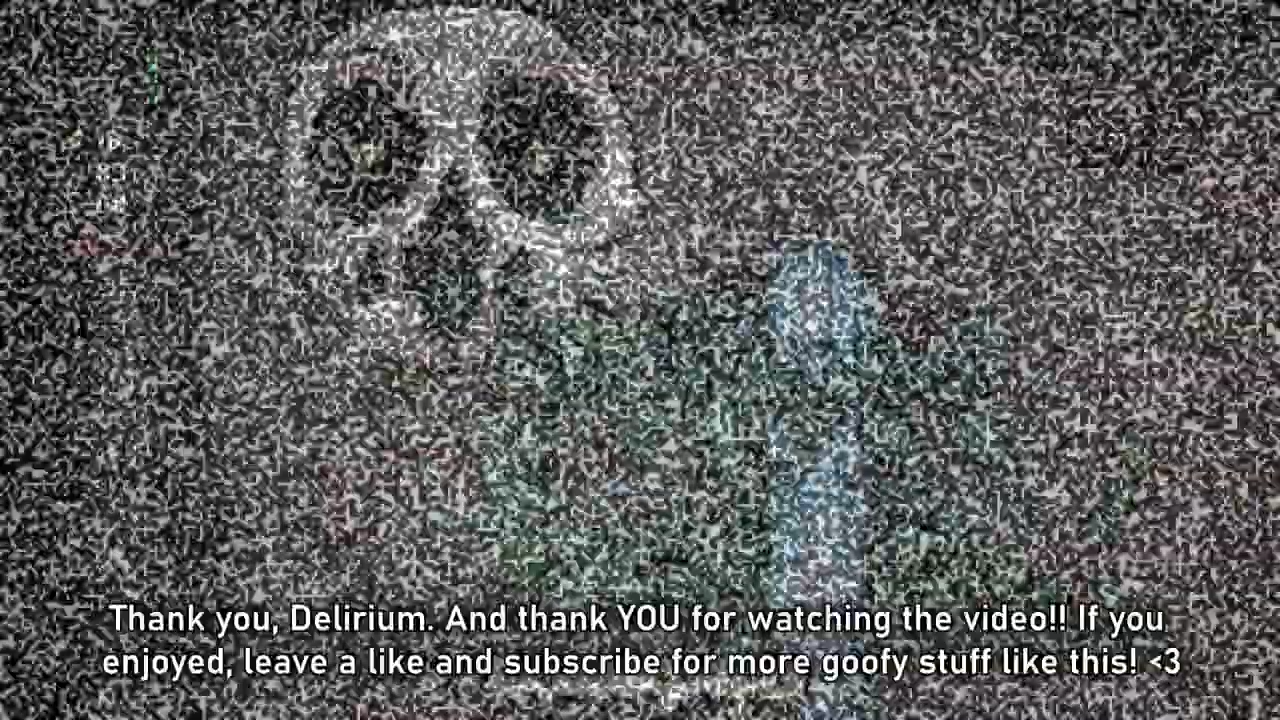 Thank you, Delirium. And thank YOU for watching the video!! If you
enjoyed, leave a like and subscribe for more goofy stuff like this! <3